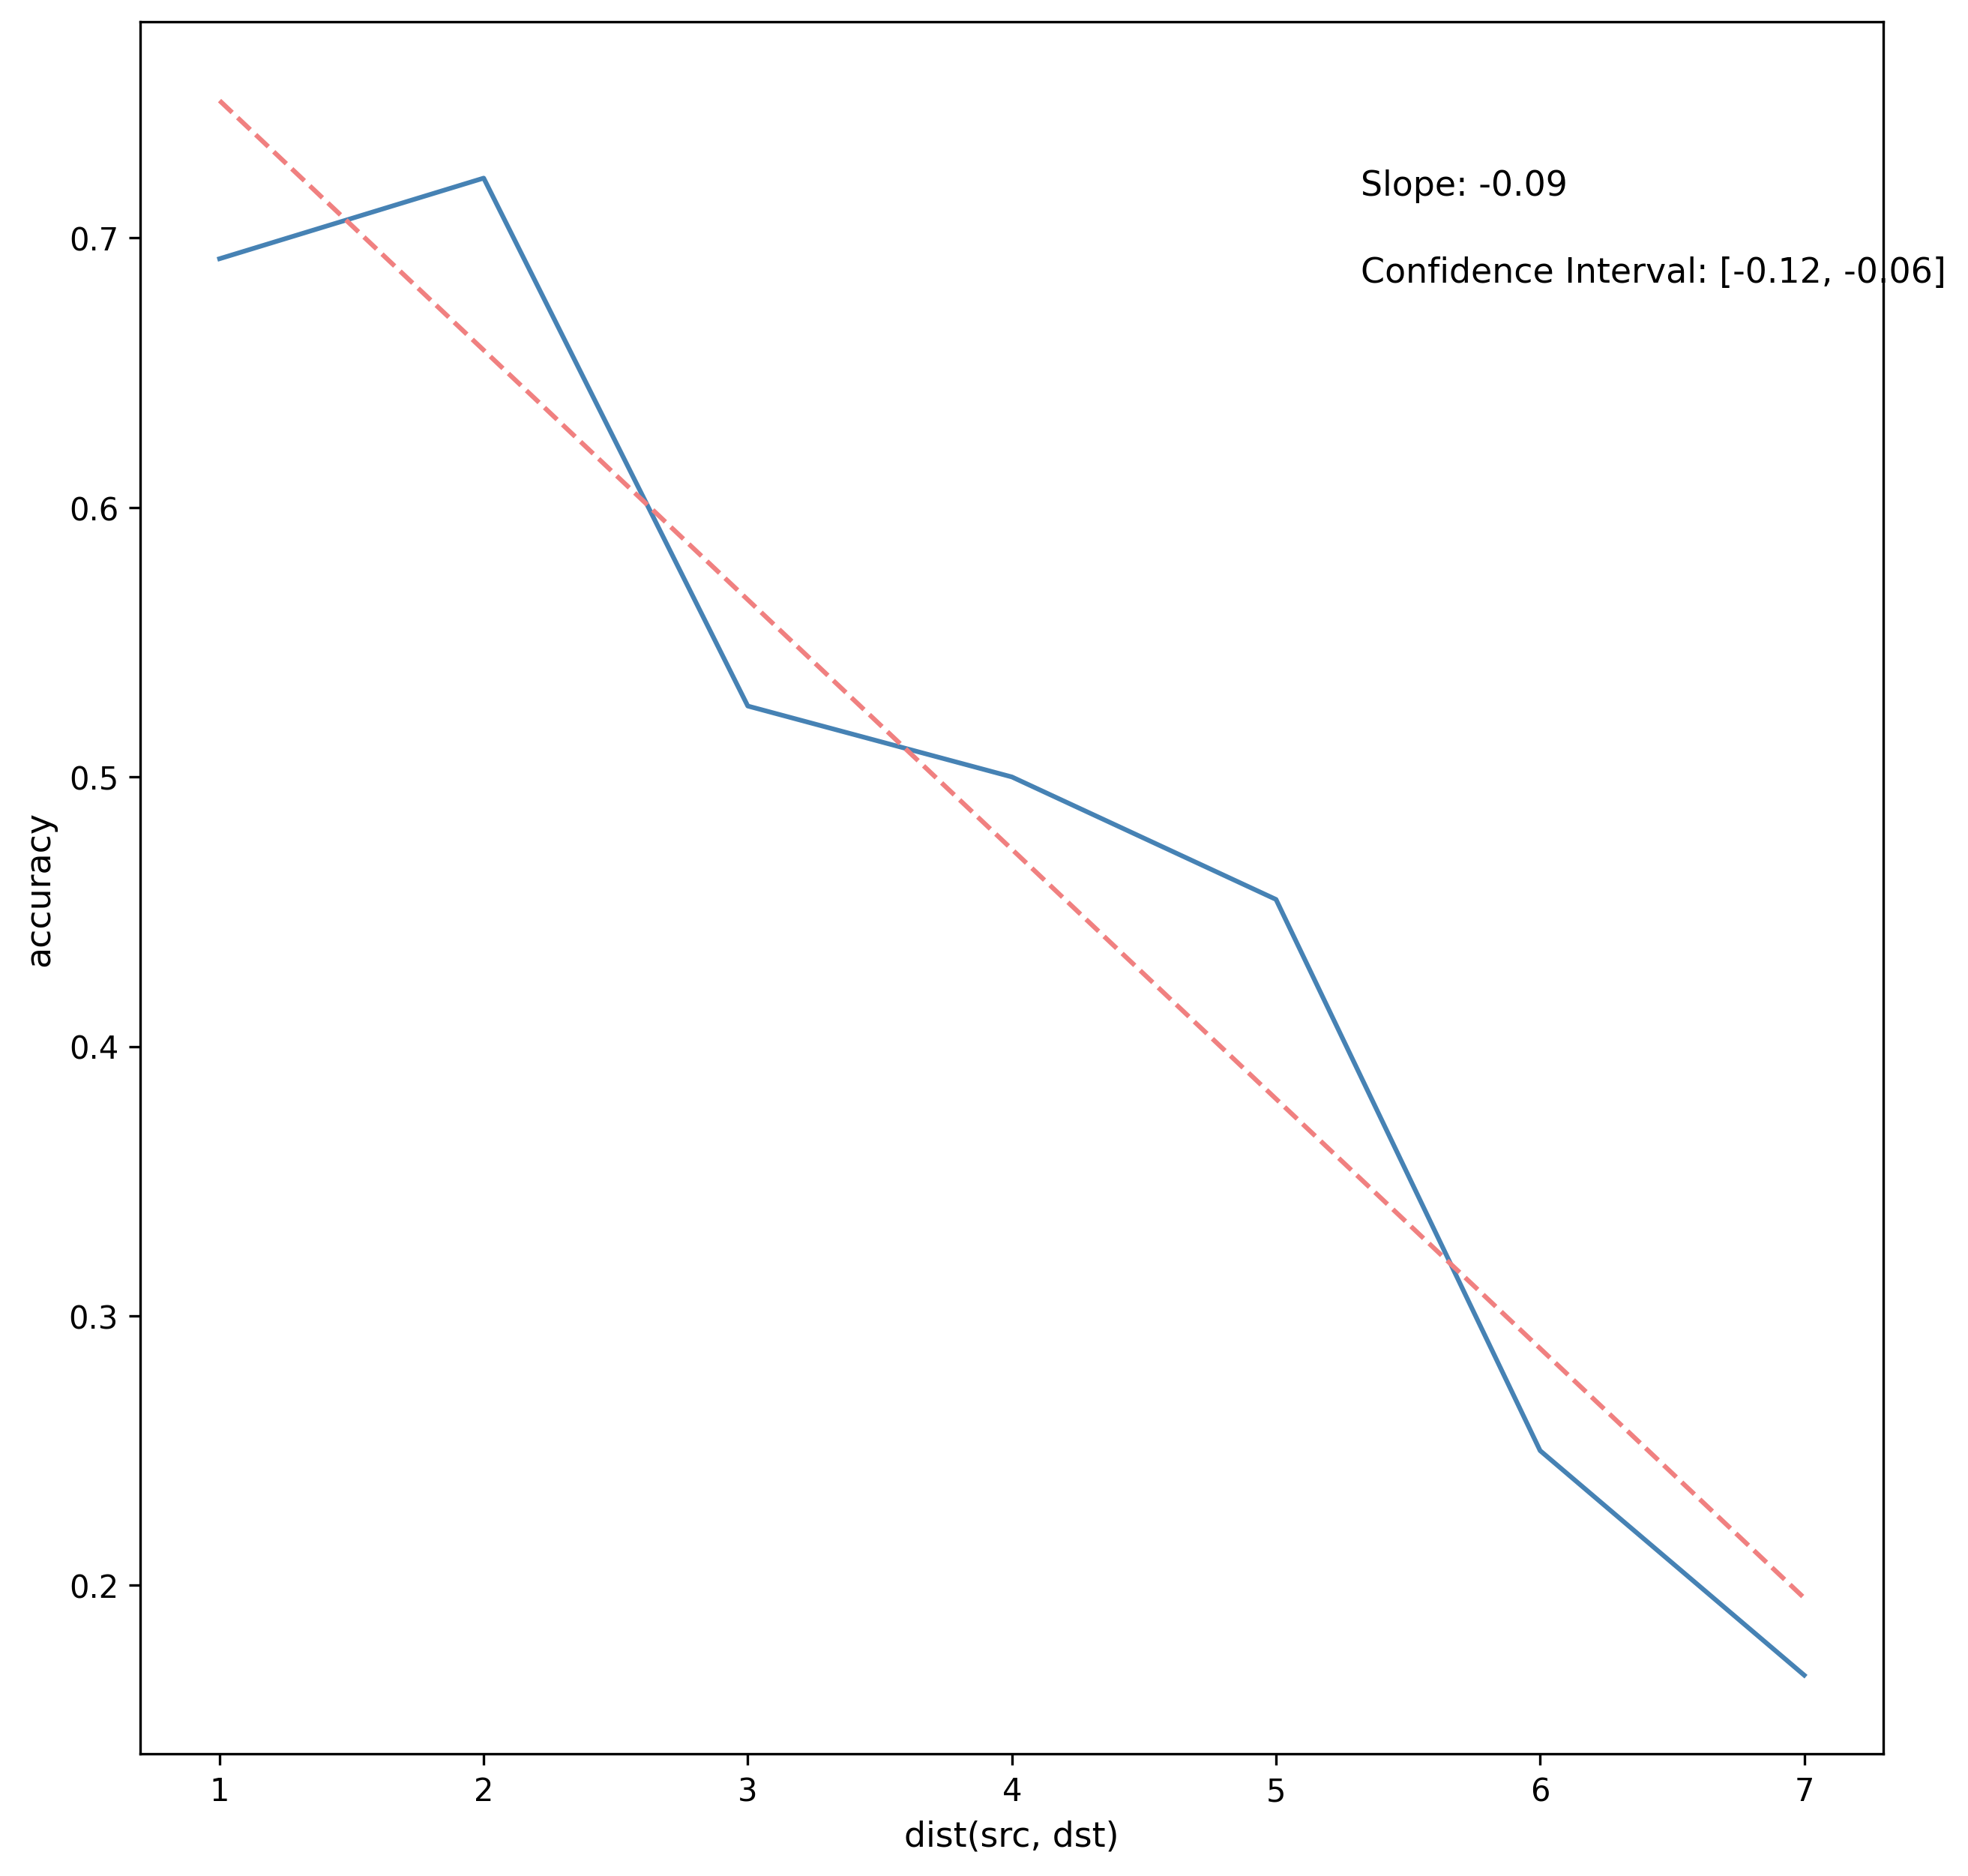 Slope: -0.09
Confidence Interval: [-0.12, -0.06]
0.7
0.6
0.5
0.4
0.3
0.2
accuracy
1 2 3 4 5 6 7
dist(src, dst)